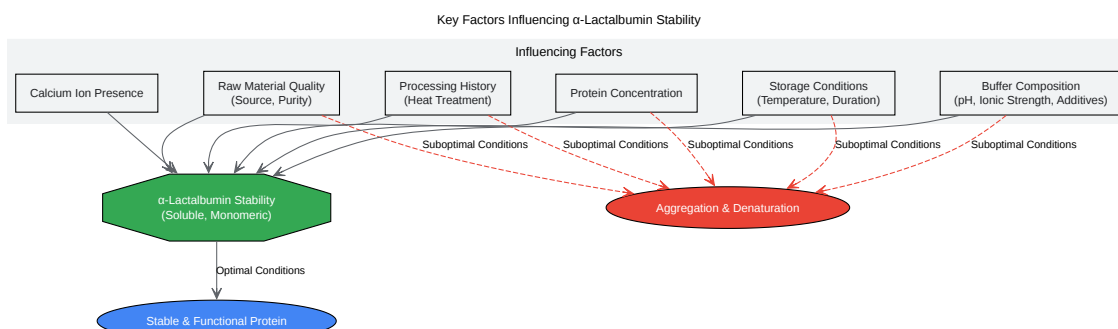 Key Factors Influencing α-Lactalbumin Stability
Influencing Factors
Calcium Ion Presence
Raw Material Quality
(Source, Purity)
Processing History
(Heat Treatment)
Protein Concentration
Storage Conditions
(Temperature, Duration)
Buffer Composition
(pH, Ionic Strength, Additives)
Suboptimal Conditions
Suboptimal Conditions
Suboptimal Conditions
Suboptimal Conditions
Suboptimal Conditions
α-Lactalbumin Stability
(Soluble, Monomeric)
Aggregation & Denaturation
Optimal Conditions
Stable & Functional Protein